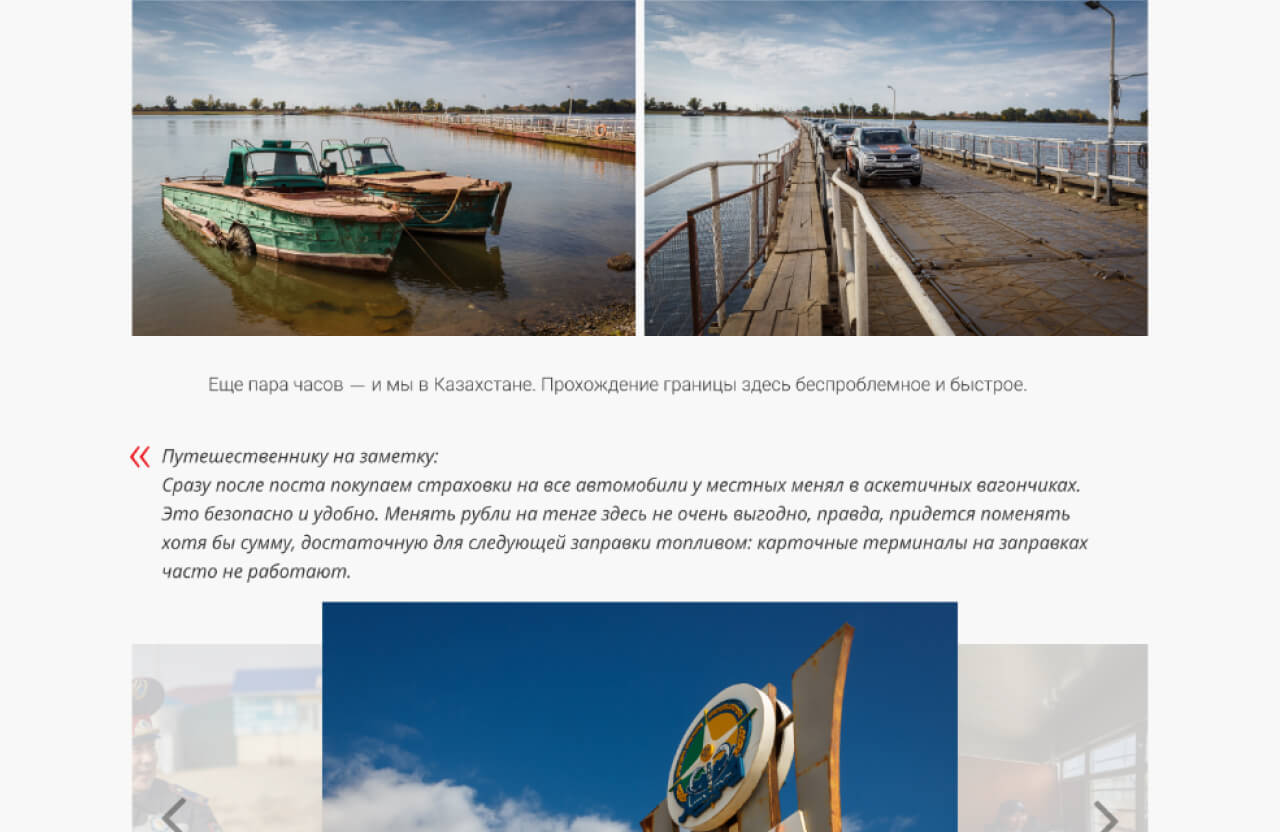 Еще пара часов — и мы в Казахстане. Прохождение границы здесь беспроблемное и быстрое.
Путешественнику на заметку:
Сразу после поста покупаем страховки на все автомобили у местных менял в аскетичных вагончиках.
Это безопасно и удобно. Менять рубли на тенге здесь не очень выгодно, правда, придется поменять
хотя бы сумму, достаточную для следующей заправки топливом: карточные терминалы на заправках
часто не работают.